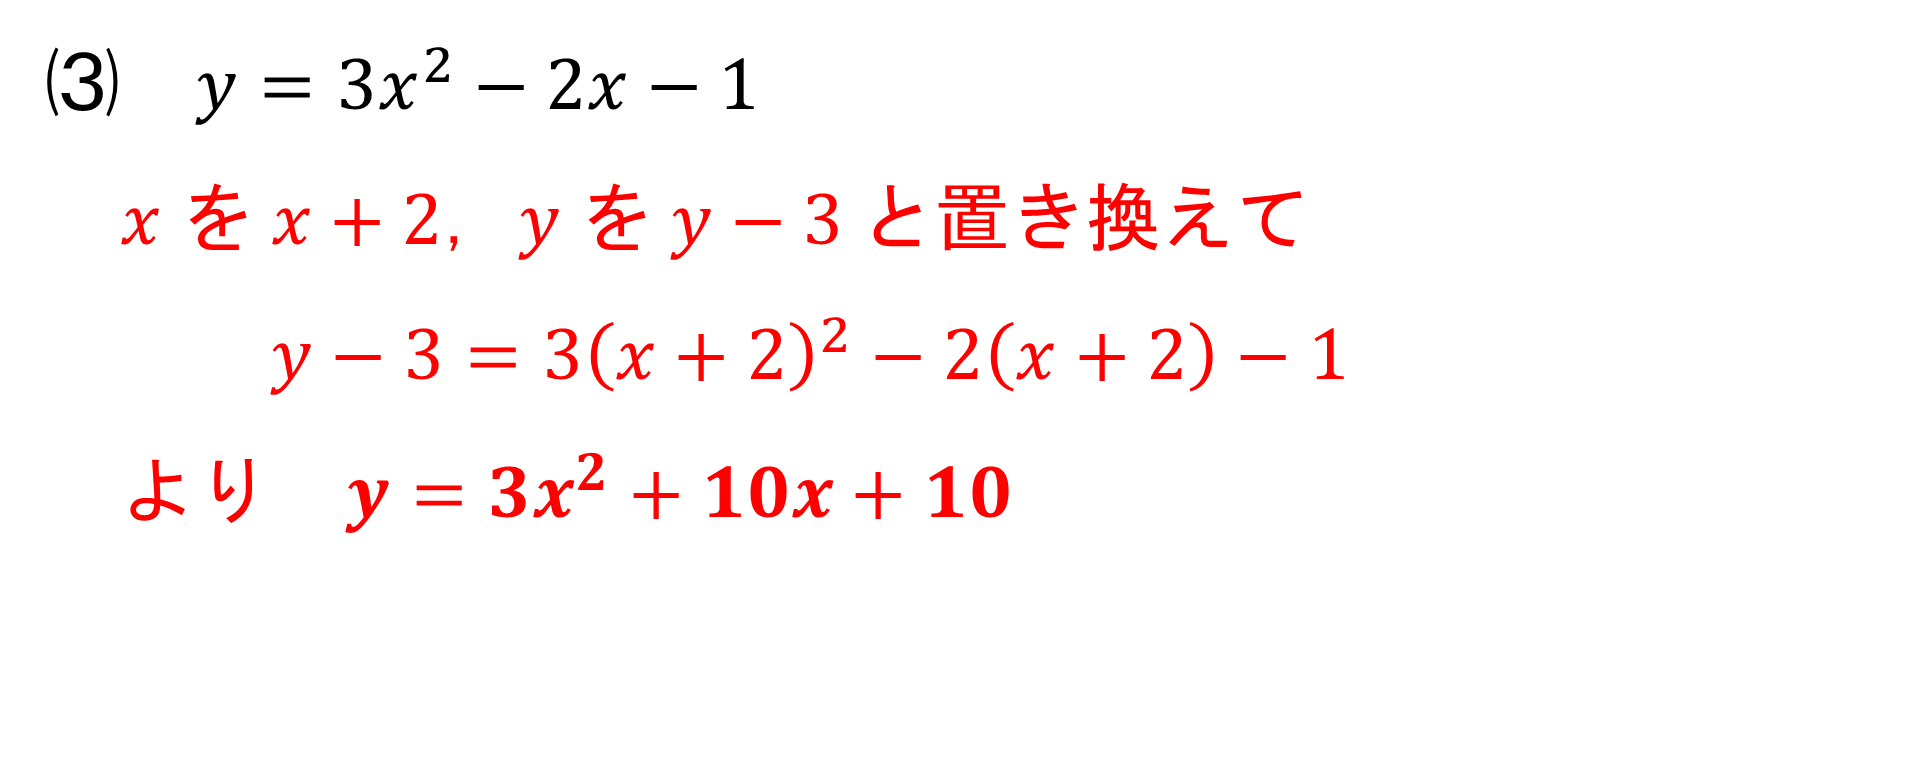 ⑶ y = 3x² − 2x − 1
x を x + 2, y を y − 3 と置き換えて
y − 3 = 3(x + 2)² − 2(x + 2) − 1
より y = 3x² + 10x + 10